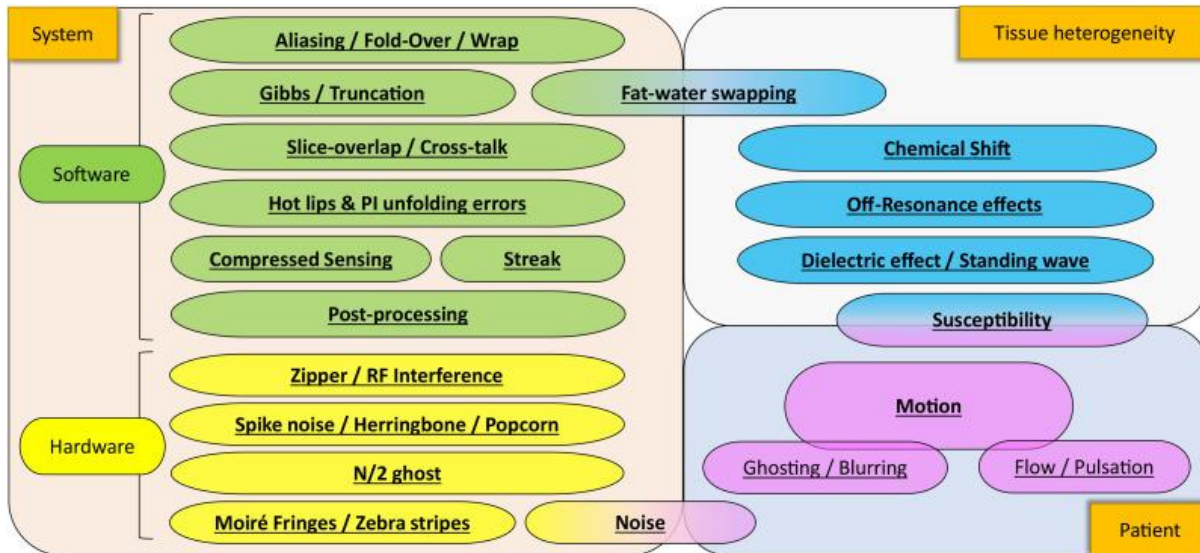 System
Tissue heterogeneity
Aliasing / Fold-Over / Wrap
Gibbs / Truncation
Fat-water swapping
Slice-overlap / Cross-talk
Chemical Shift
Software
Hot lips & PI unfolding errors
Off-Resonance effects
Compressed Sensing
Streak
Dielectric effect / Standing wave
Post-processing
Susceptibility
Zipper / RF Interference
Motion
Spike noise / Herringbone / Popcorn
Hardware
Ghosting / Blurring
Flow / Pulsation
N/2 ghost
Moiré Fringes / Zebra stripes
Noise
Patient